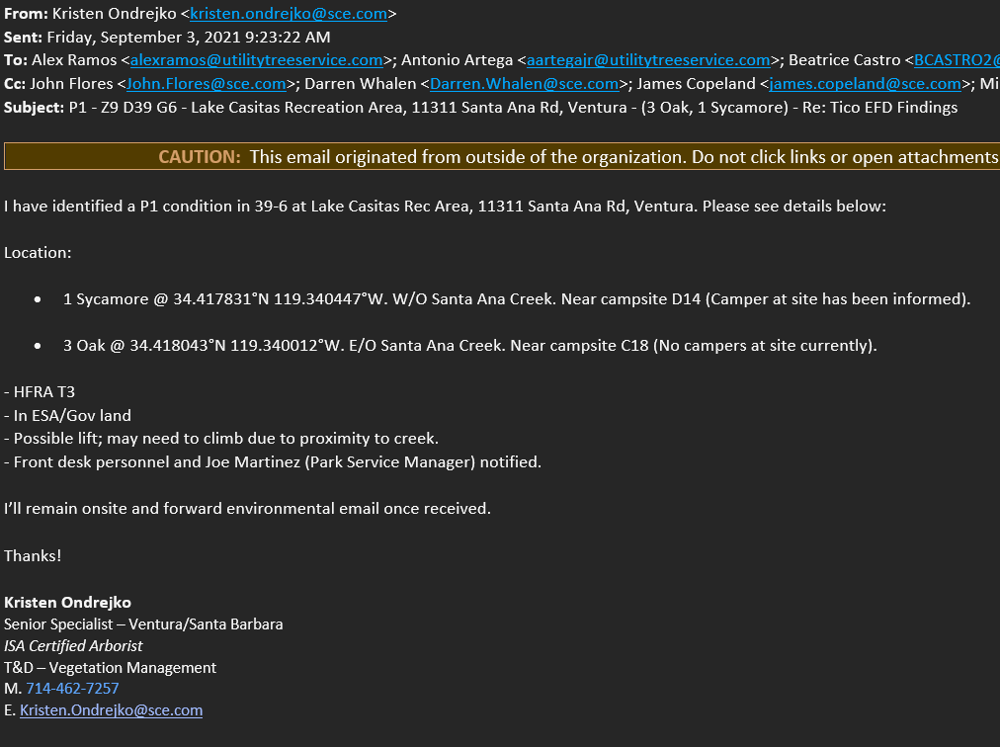 From: Kristen Ondrejko <kristen.ondrejko@sce.com>
Sent: Friday, September 3, 2021 9:23:22 AM
To: Alex Ramos <alexramos@utilitytreeservice.com>; Antonio Artega <aartegajr@utilitytreeservice.com>; Beatrice Castro <BCASTRO2@
Cc: John Flores <John.Flores@sce.com>; Darren Whalen <Darren.Whalen@sce.com>; James Copeland <james.copeland@sce.com>; Mi
Subject: P1 - Z9 D39 G6 - Lake Casitas Recreation Area, 11311 Santa Ana Rd, Ventura - (3 Oak, 1 Sycamore) - Re: Tico EFD Findings
CAUTION: This email originated from outside of the organization. Do not click links or open attachments
I have identified a P1 condition in 39-6 at Lake Casitas Rec Area, 11311 Santa Ana Rd, Ventura. Please see details below:
Location:
• 1 Sycamore @ 34.417831°N 119.340447°W. W/O Santa Ana Creek. Near campsite D14 (Camper at site has been informed).
• 3 Oak @ 34.418043°N 119.340012°W. E/O Santa Ana Creek. Near campsite C18 (No campers at site currently).
- HFRA T3
- In ESA/Gov land
- Possible lift; may need to climb due to proximity to creek.
- Front desk personnel and Joe Martinez (Park Service Manager) notified.
I'll remain onsite and forward environmental email once received.
Thanks!
Kristen Ondrejko
Senior Specialist – Ventura/Santa Barbara
ISA Certified Arborist
T&D – Vegetation Management
M. 714-462-7257
E. Kristen.Ondrejko@sce.com